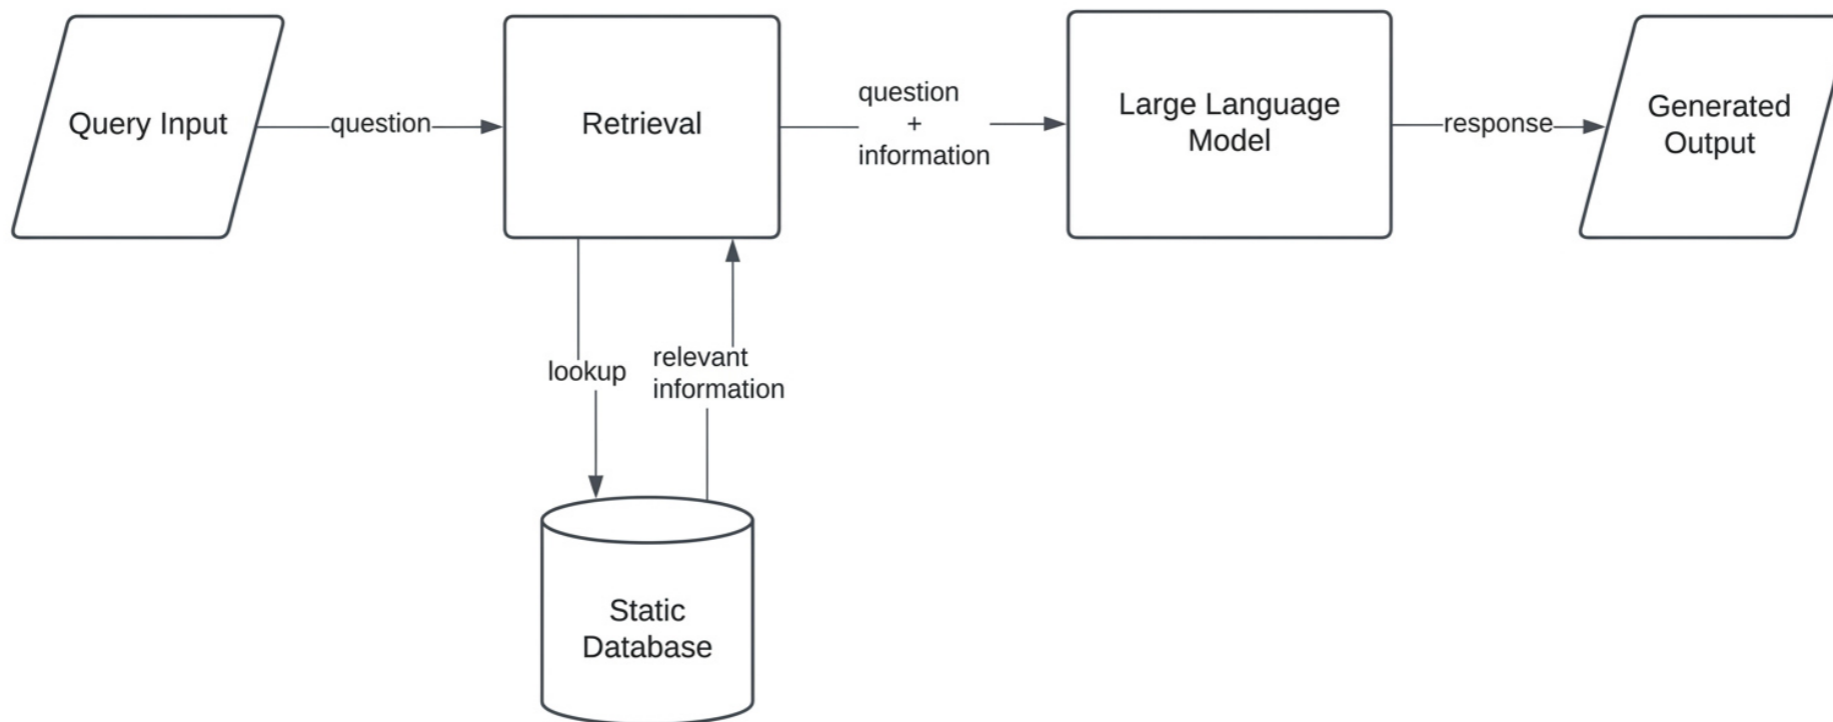 Query Input
question
Retrieval
question
+
information
Large Language
Model
response
Generated
Output
lookup
relevant
information
Static
Database